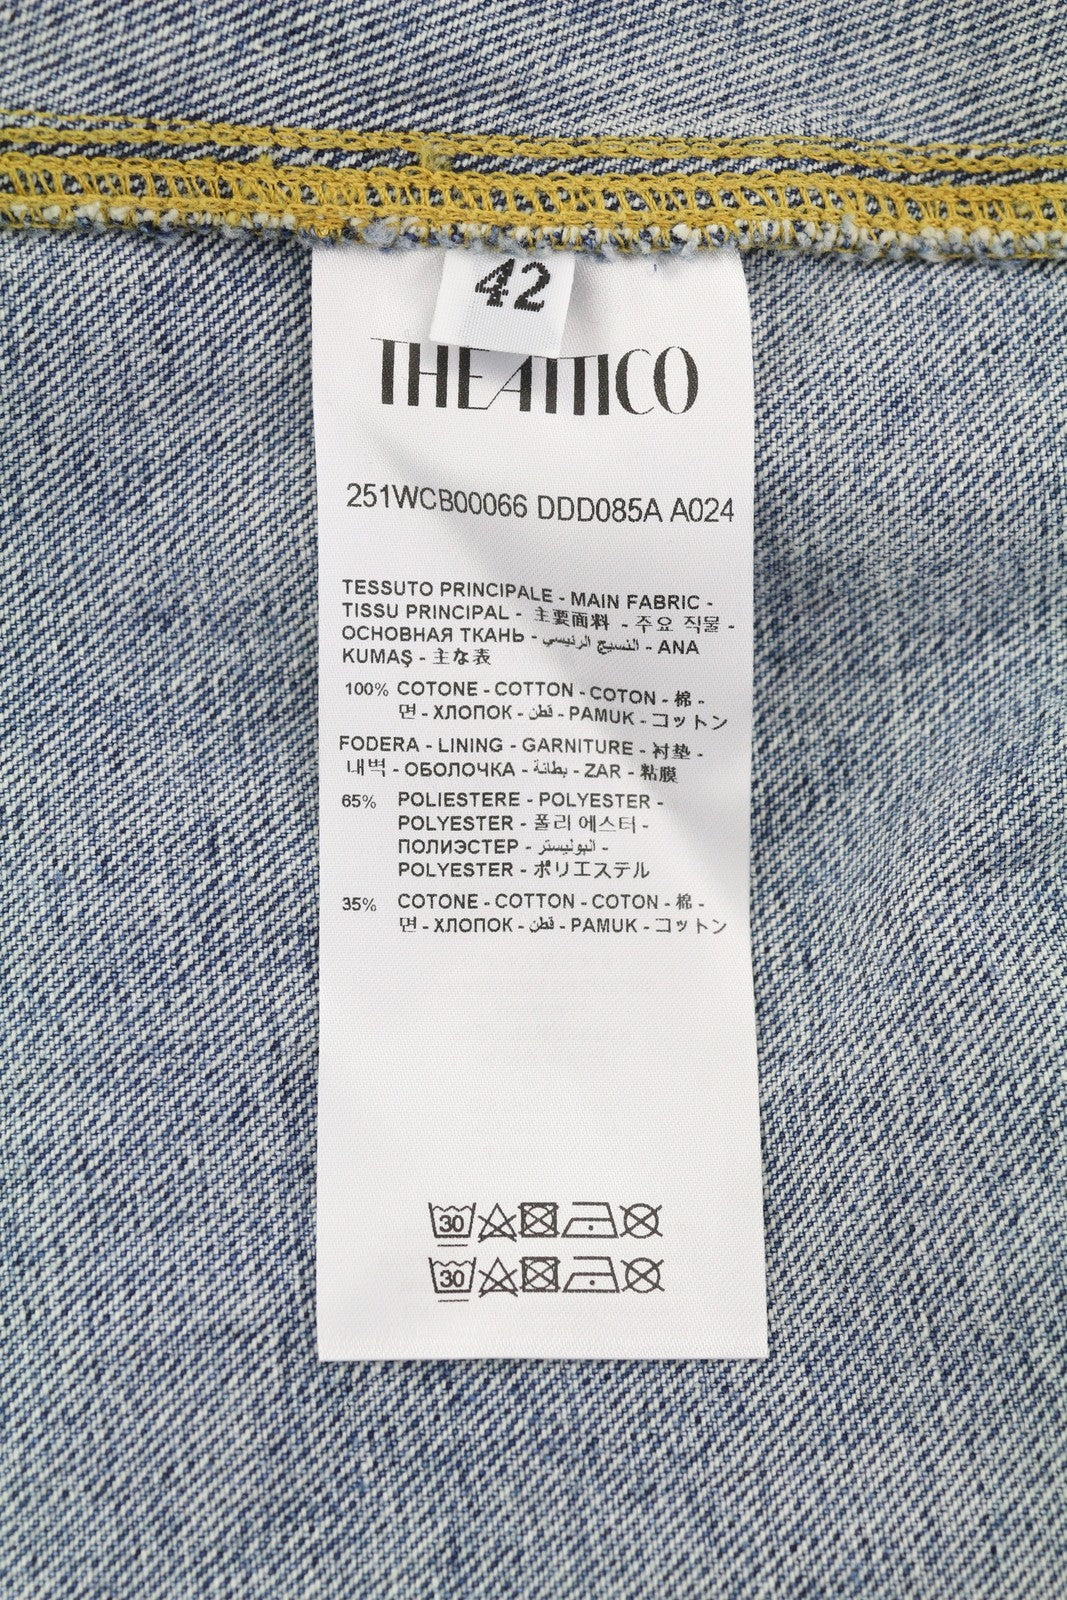 42
THE ATTICO
251WCB00066 DDD085A A024
TESSUTO PRINCIPALE - MAIN FABRIC -
TISSU PRINCIPAL - 主要面料 - 주요 직물 -
ОСНОВНАЯ ТКАНЬ - النسيج الرئيسي - ANA
KUMAŞ - 主な表
100% COTONE - COTTON - COTON - 棉 -
면 - ХЛОПОК - قطن - PAMUK - コットン
FODERA - LINING - GARNITURE - 衬垫 -
내벽 - ОБОЛОЧКА - بطانة - ZAR - 粘膜
65% POLIESTERE - POLYESTER -
POLYESTER - 폴리 에스터 -
ПОЛИЭСТЕР - البوليستر -
POLYESTER - ポリエステル
35% COTONE - COTTON - COTON - 棉 -
면 - ХЛОПОК - قطن - PAMUK - コットン
30
30